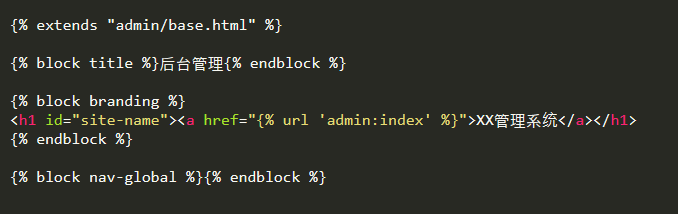 {% extends "admin/base.html" %}
{% block title %}后台管理{% endblock %}
{% block branding %}
<h1 id="site-name"><a href="{% url 'admin:index' %}">XX管理系统</a></h1>
{% endblock %}
{% block nav-global %}{% endblock %}